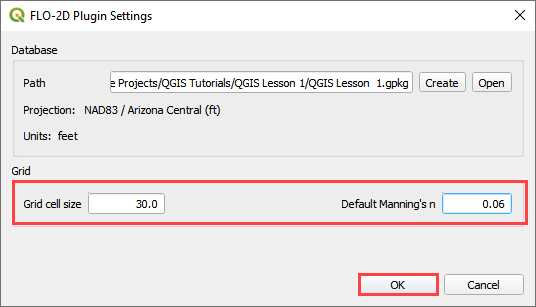 FLO-2D Plugin Settings
Database
Path e Projects/QGIS Tutorials/QGIS Lesson 1/QGIS Lesson 1.gpkg Create Open
Projection: NAD83 / Arizona Central (ft)
Units: feet
Grid
Grid cell size 30.0 Default Manning's n 0.06
OK Cancel